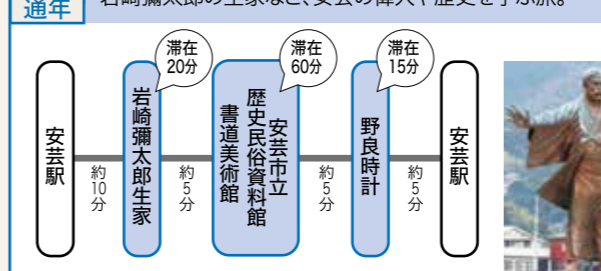 通年
岩崎彌太郎の生家など、安芸の偉人や歴史を学ぶ旅。
安芸駅
約10分
滞在
20分
岩崎彌太郎生家
約5分
滞在
60分
安芸市立
歴史民俗資料館
書道美術館
約5分
滞在
15分
野良時計
約5分
安芸駅